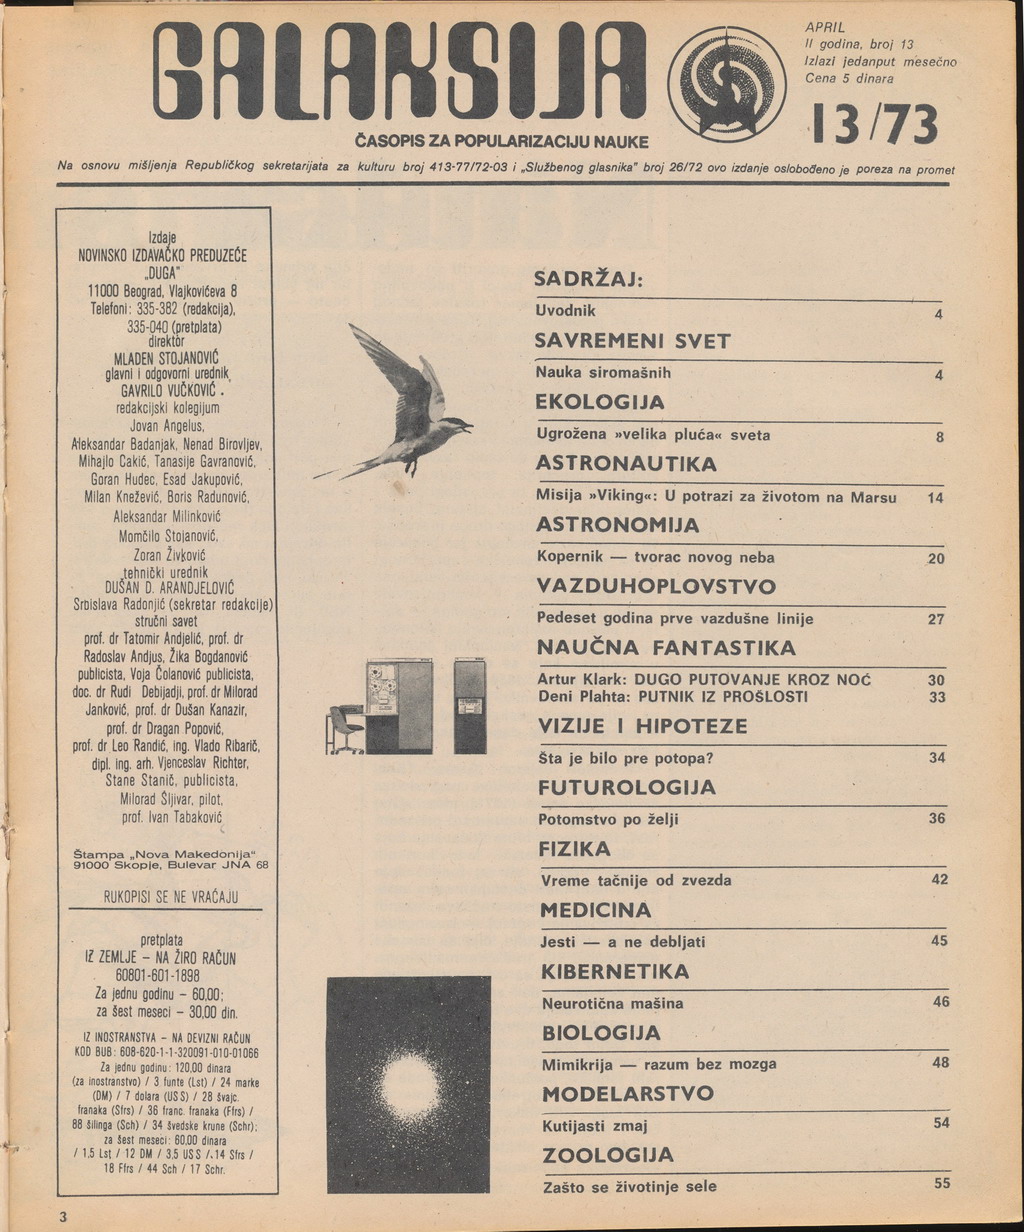 GALAKSIJA
ČASOPIS ZA POPULARIZACIJU NAUKE
APRIL
II godina, broj 13
Izlazi jedanput mesečno
Cena 5 dinara
13/73
Na osnovu mišljenja Republičkog sekretarijata za kulturu broj 413-77/72-03 i „Službenog glasnika" broj 26/72 ovo izdanje oslobođeno je poreza na promet
Izdaje
NOVINSKO IZDAVAČKO PREDUZEĆE
„DUGA"
11000 Beograd, Vlajkovićeva 8
Telefoni: 335-382 (redakcija),
335-040 (pretplata)
direktor
MLADEN STOJANOVIĆ
glavni i odgovorni urednik
GAVRILO VUČKOVIĆ.
redakcijski kolegijum
Jovan Angelus,
Aleksandar Badanjak, Nenad Birovljev,
Mihajlo Cakić, Tanasije Gavranović,
Goran Hudec, Esad Jakupović,
Milan Knežević, Boris Radunović,
Aleksandar Milinković
Momčilo Stojanović,
Zoran Živković
tehnički urednik
DUŠAN D. ARANDJELOVIĆ
Srbislava Radonjić (sekretar redakcije)
stručni savet
prof. dr Tatomir Andjelić, prof. dr
Radoslav Andjus, Žika Bogdanović
publicista, Voja Čolanović publicista,
doc. dr Rudi Debijadji, prof. dr Milorad
Janković, prof. dr Dušan Kanazir,
prof. dr Dragan Popović,
prof. dr Leo Randić, ing. Vlado Ribarič,
dipl. ing. arh. Vjenceslav Richter,
Stane Stanič, publicista,
Milorad Šljivar, pilot,
prof. Ivan Tabaković
Štampa „Nova Makedonija"
91000 Skopje, Bulevar JNA 68
RUKOPISI SE NE VRAĆAJU
pretplata
IZ ZEMLJE – NA ŽIRO RAČUN
60801-601-1898
Za jednu godinu – 60,00;
za šest meseci – 30,00 din.
IZ INOSTRANSTVA – NA DEVIZNI RAČUN
KOD BUB: 608-620-1-1-320091-010-01066
Za jednu godinu: 120,00 dinara
(za inostranstvo) / 3 funte (Lst) / 24 marke
(DM) / 7 dolara (US $) / 28 švajc.
franaka (Sfrs) / 36 franc. franaka (Ffrs) /
88 šilinga (Sch) / 34 švedske krune (Schr);
za šest meseci: 60,00 dinara
/ 1,5 Lst / 12 DM / 3,5 US $ / 14 Sfrs /
18 Ffrs / 44 Sch / 17 Schr.
3
SADRŽAJ:
Uvodnik 4
SAVREMENI SVET
Nauka siromašnih 4
EKOLOGIJA
Ugrožena »velika pluća« sveta 8
ASTRONAUTIKA
Misija »Viking«: U potrazi za životom na Marsu 14
ASTRONOMIJA
Kopernik — tvorac novog neba 20
VAZDUHOPLOVSTVO
Pedeset godina prve vazdušne linije 27
NAUČNA FANTASTIKA
Artur Klark: DUGO PUTOVANJE KROZ NOĆ 30
Deni Plahta: PUTNIK IZ PROŠLOSTI 33
VIZIJE I HIPOTEZE
Šta je bilo pre potopa? 34
FUTUROLOGIJA
Potomstvo po želji 36
FIZIKA
Vreme tačnije od zvezda 42
MEDICINA
Jesti — a ne debljati 45
KIBERNETIKA
Neurotična mašina 46
BIOLOGIJA
Mimikrija — razum bez mozga 48
MODELARSTVO
Kutijasti zmaj 54
ZOOLOGIJA
Zašto se životinje sele 55